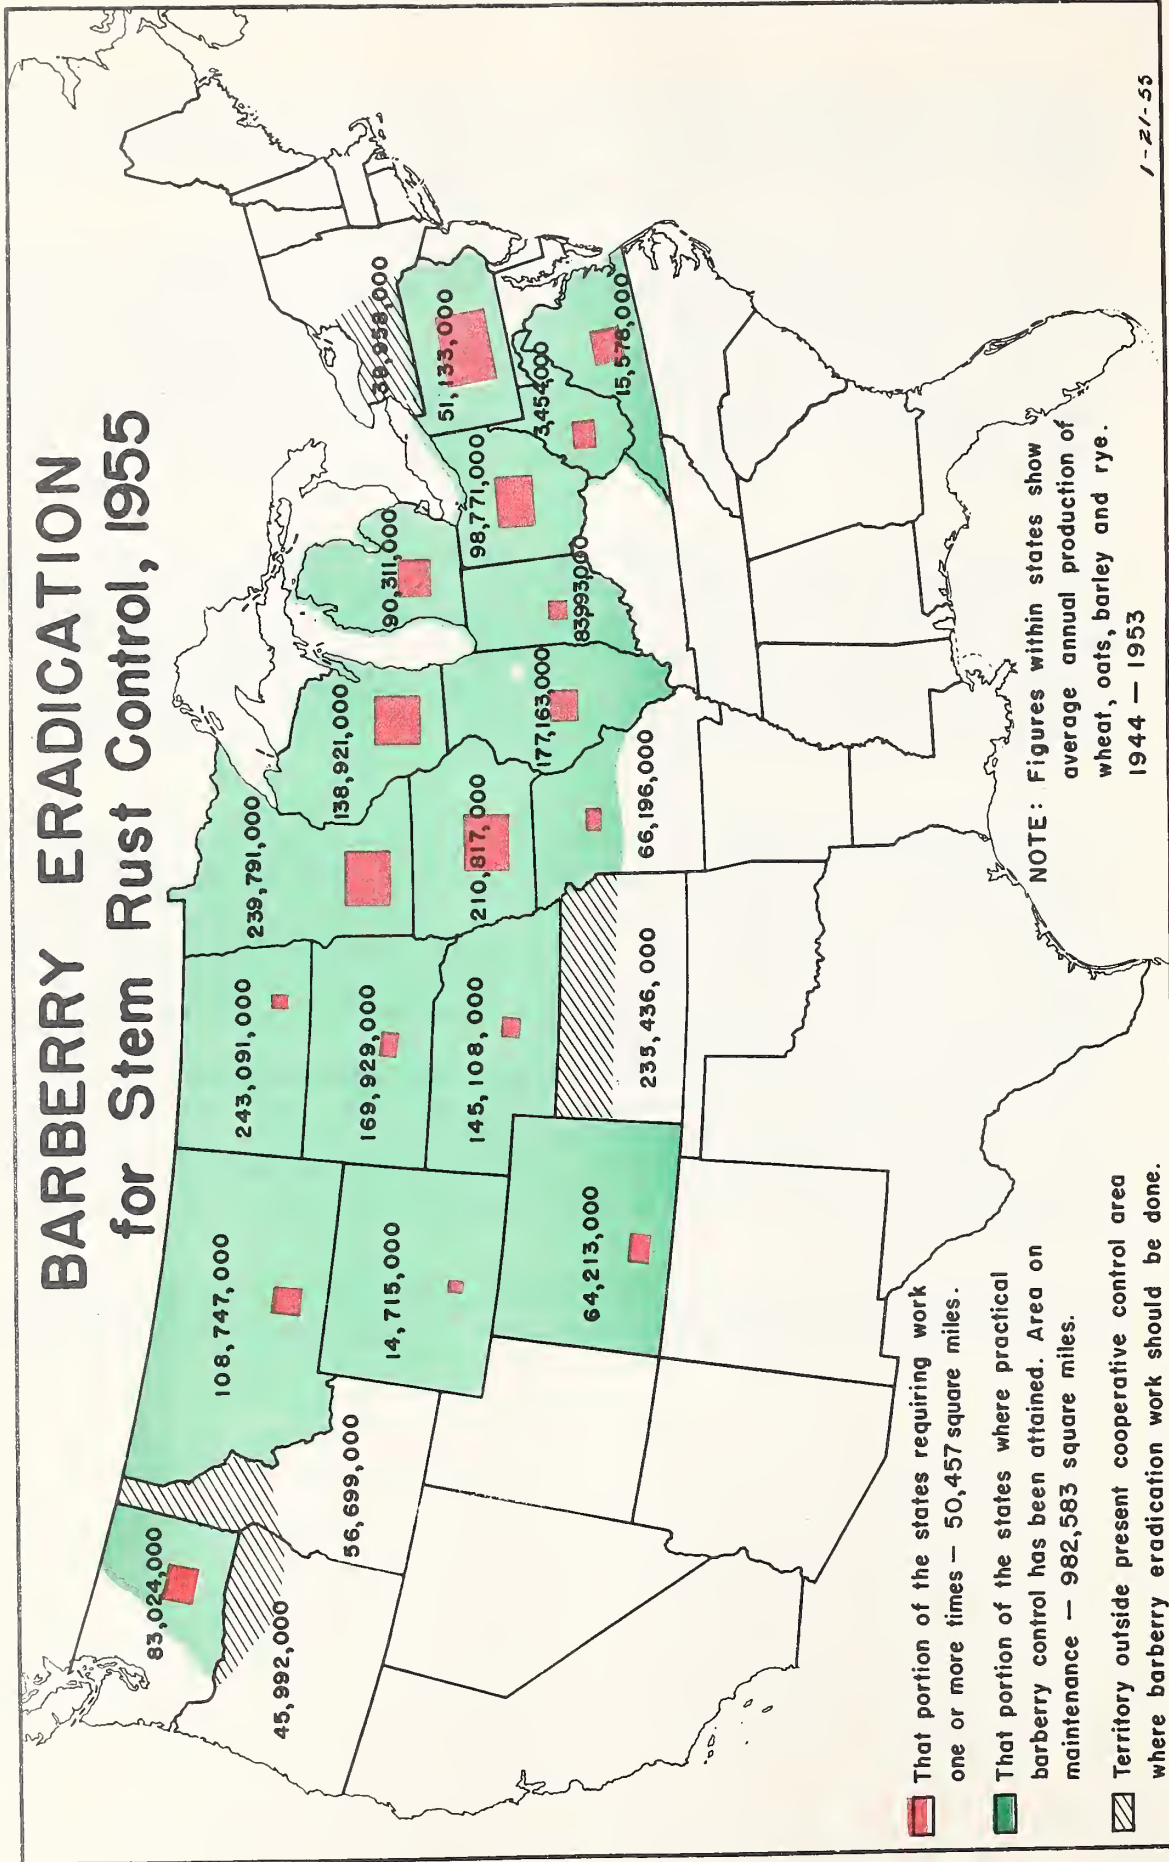 BARBERRY ERADICATION
for Stem Rust Control, 1955
83,024,000
45,992,000
56,699,000
108,747,000
14,715,000
64,213,000
243,091,000
169,929,000
145,108,000
235,436,000
239,791,000
210,817,000
66,196,000
138,921,000
177,163,000
90,311,000
83,993,000
98,771,000
51,133,000
3,454,000
15,578,000
That portion of the states requiring work
one or more times — 50,457 square miles.
That portion of the states where practical
barberry control has been attained. Area on
maintenance — 982,583 square miles.
Territory outside present cooperative control area
where barberry eradication work should be done.
NOTE: Figures within states show
average annual production of
wheat, oats, barley and rye.
1944 — 1953
1-21-55